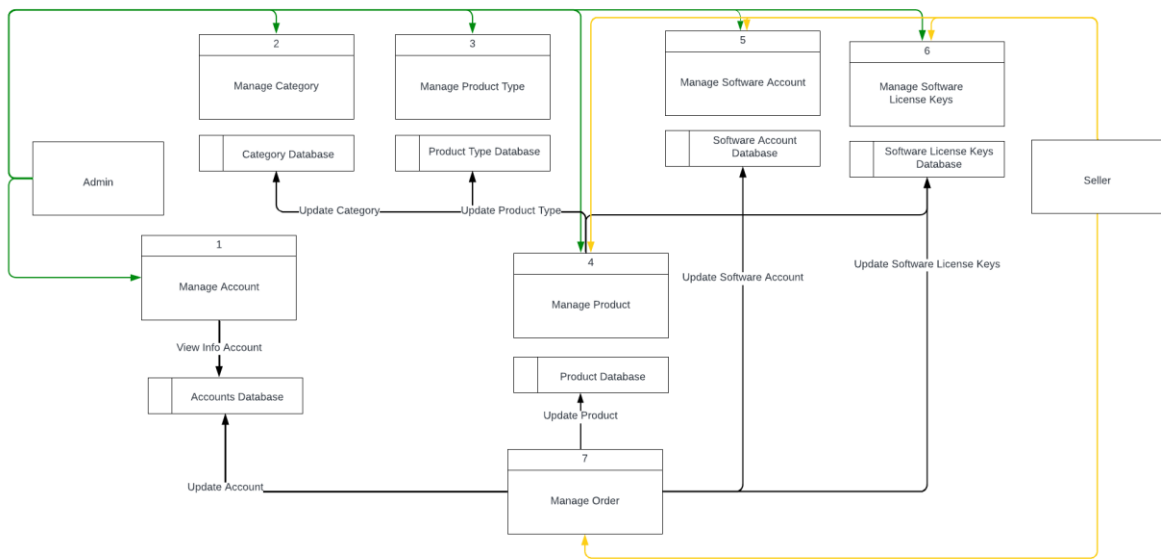 2
Manage Category
3
Manage Product Type
5
Manage Software Account
6
Manage Software
License Keys
Category Database
Product Type Database
Software Account
Database
Software License Keys
Database
Admin
Seller
Update Category
Update Product Type
1
Manage Account
4
Manage Product
Update Software Account
Update Software License Keys
View Info Account
Accounts Database
Product Database
Update Product
7
Manage Order
Update Account